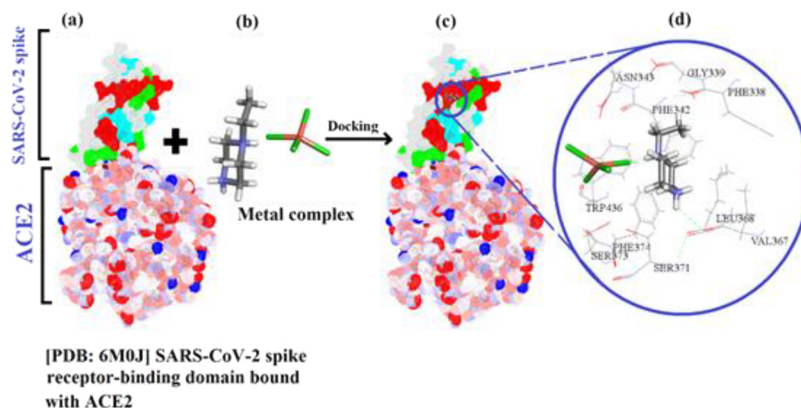 (a)
(b)
(c)
(d)
SARS-CoV-2 spike
ACE2
Docking
Metal complex
ASN343
GLY339
PHE338
PHE342
TRP436
LEU368
VAL367
PHE374
SER373
SER371
[PDB: 6M0J] SARS-CoV-2 spike
receptor-binding domain bound
with ACE2